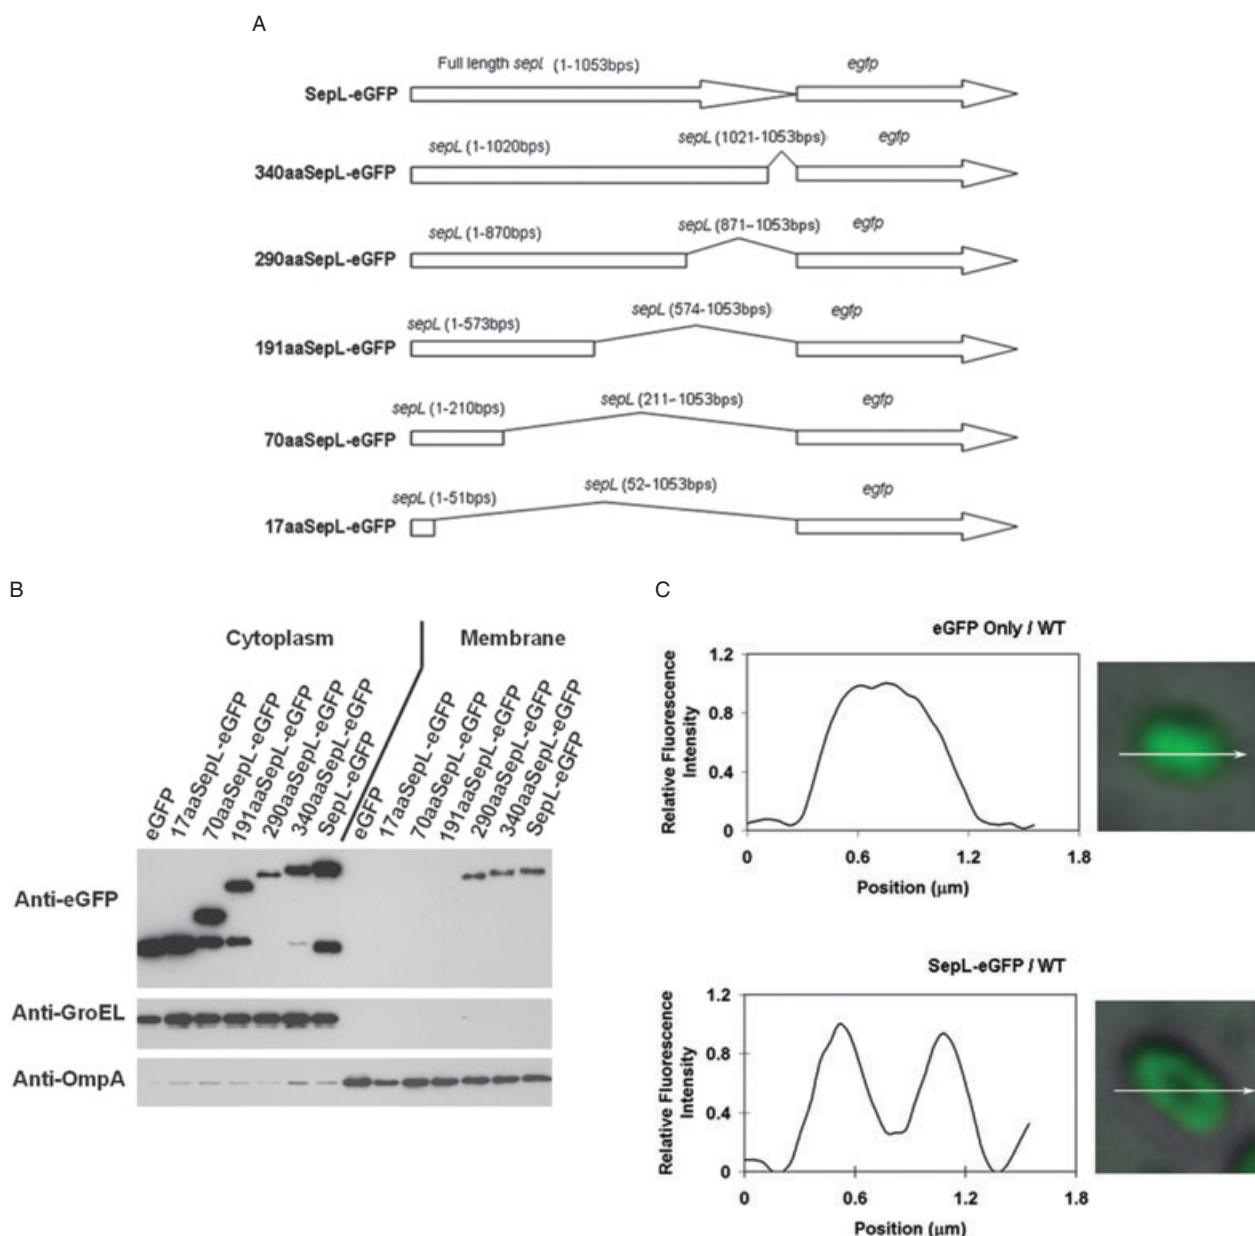 A
Full length sepL (1-1053bps)
egfp
SepL-eGFP
sepL (1-1020bps)
sepL (1021-1053bps)
egfp
340aaSepL-eGFP
sepL (1-870bps)
sepL (871-1053bps)
egfp
290aaSepL-eGFP
sepL (1-573bps)
sepL (574-1053bps)
egfp
191aaSepL-eGFP
sepL (1-210bps)
sepL (211-1053bps)
egfp
70aaSepL-eGFP
sepL (1-51bps)
sepL (52-1053bps)
egfp
17aaSepL-eGFP
B
Cytoplasm
Membrane
eGFP
17aaSepL-eGFP
70aaSepL-eGFP
191aaSepL-eGFP
290aaSepL-eGFP
340aaSepL-eGFP
SepL-eGFP
eGFP
17aaSepL-eGFP
70aaSepL-eGFP
191aaSepL-eGFP
290aaSepL-eGFP
340aaSepL-eGFP
SepL-eGFP
Anti-eGFP
Anti-GroEL
Anti-OmpA
C
eGFP Only / WT
Relative Fluorescence
Intensity
1.2
0.8
0.4
0
0 0.6 1.2 1.8
Position (μm)
SepL-eGFP / WT
Relative Fluorescence
Intensity
1.2
0.8
0.4
0
0 0.6 1.2 1.8
Position (μm)